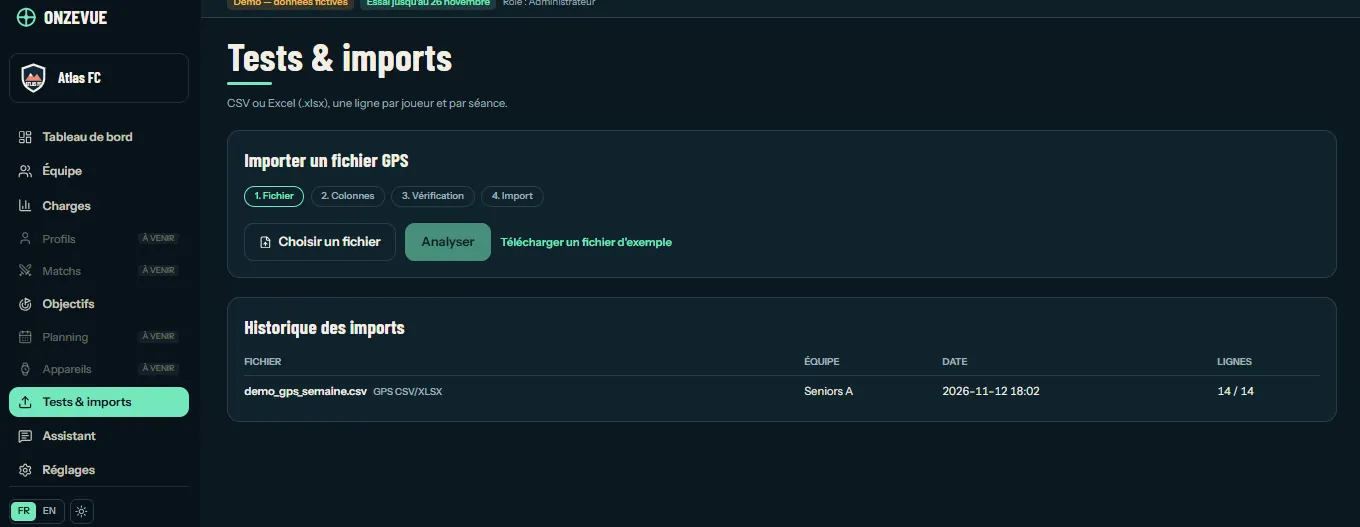 ONZEVUE
Démo — données fictives Essai jusqu'au 26 novembre Rôle : Administrateur
ATLAS FC
Atlas FC
Tableau de bord
Équipe
Charges
Profils À VENIR
Matchs À VENIR
Objectifs
Planning À VENIR
Appareils À VENIR
Tests & imports
Assistant
Réglages
FR EN
Tests & imports
CSV ou Excel (.xlsx), une ligne par joueur et par séance.
Importer un fichier GPS
1. Fichier 2. Colonnes 3. Vérification 4. Import
Choisir un fichier Analyser Télécharger un fichier d'exemple
Historique des imports
FICHIER ÉQUIPE DATE LIGNES
demo_gps_semaine.csv GPS CSV/XLSX Seniors A 2026-11-12 18:02 14 / 14